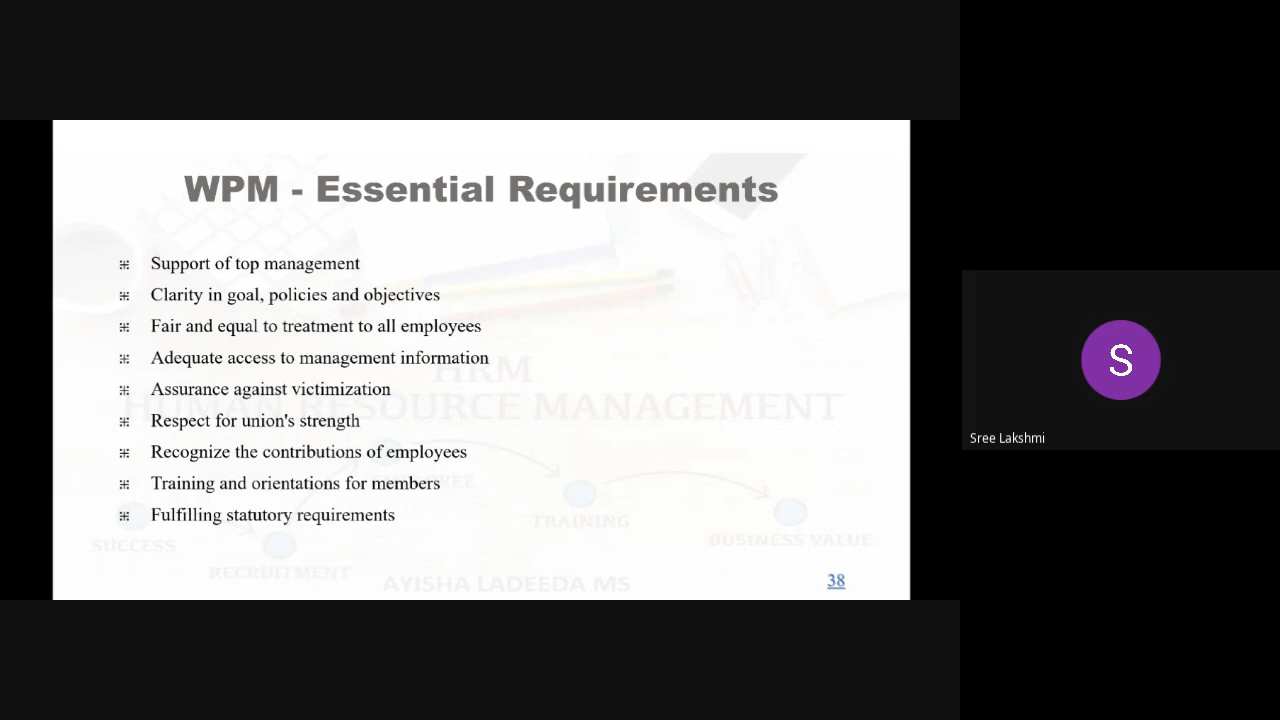 WPM - Essential Requirements
Support of top management
Clarity in goal, policies and objectives
Fair and equal to treatment to all employees
Adequate access to management information
Assurance against victimization
Respect for union's strength
Recognize the contributions of employees
Training and orientations for members
Fulfilling statutory requirements
HRM
HUMAN RESOURCE MANAGEMENT
TRAINING
SUCCESS
BUSINESS VALUE
RECRUITMENT
AYISHA LADEEDA MS
38
S
Sree Lakshmi